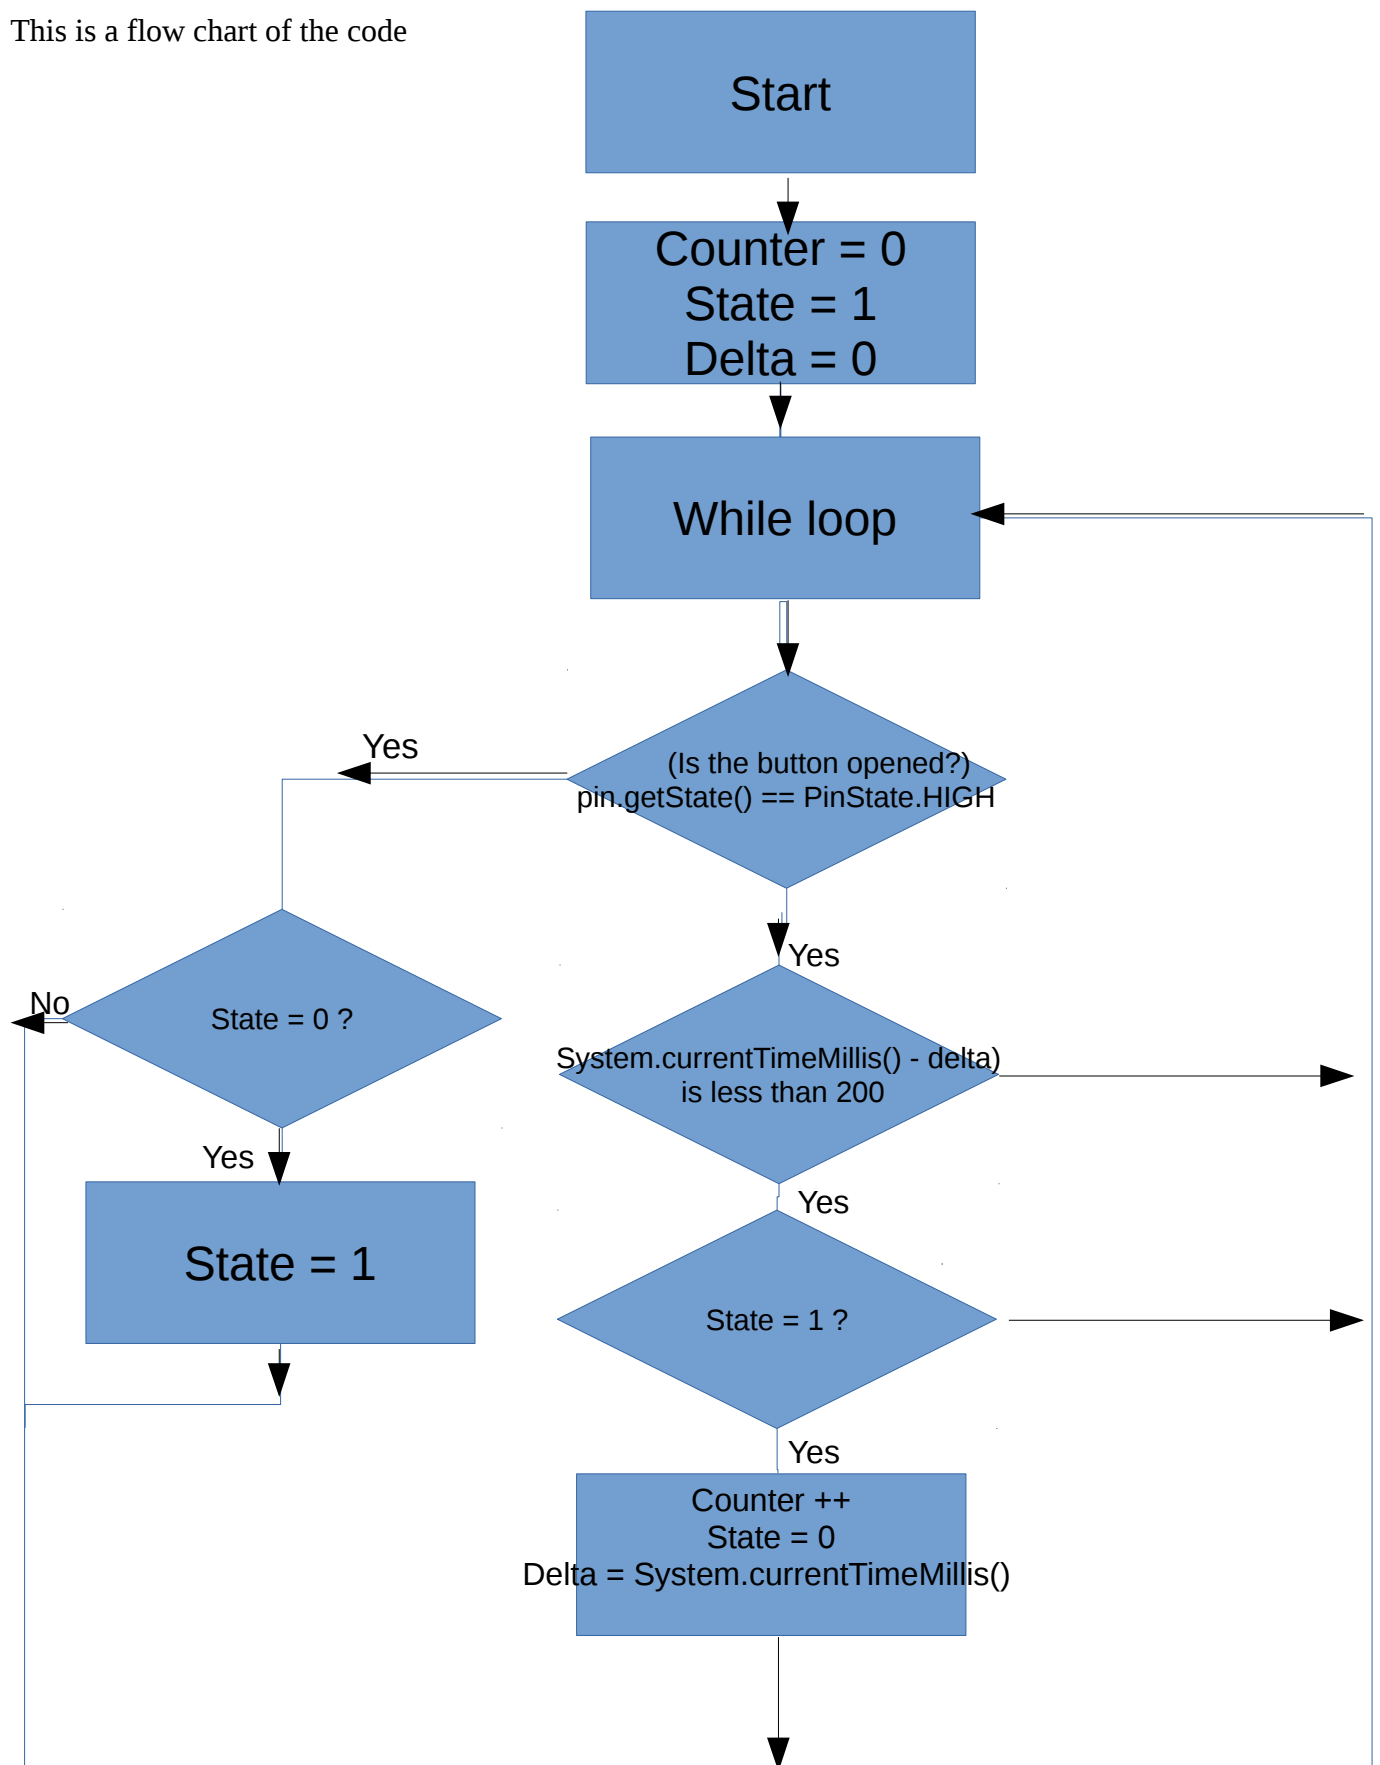 This is a flow chart of the code
Start
Counter = 0
State = 1
Delta = 0
While loop
Yes
(Is the button opened?)
pin.getState() == PinState.HIGH
Yes
No
State = 0 ?
System.currentTimeMillis() - delta)
is less than 200
Yes
Yes
State = 1
State = 1 ?
Yes
Counter ++
State = 0
Delta = System.currentTimeMillis()